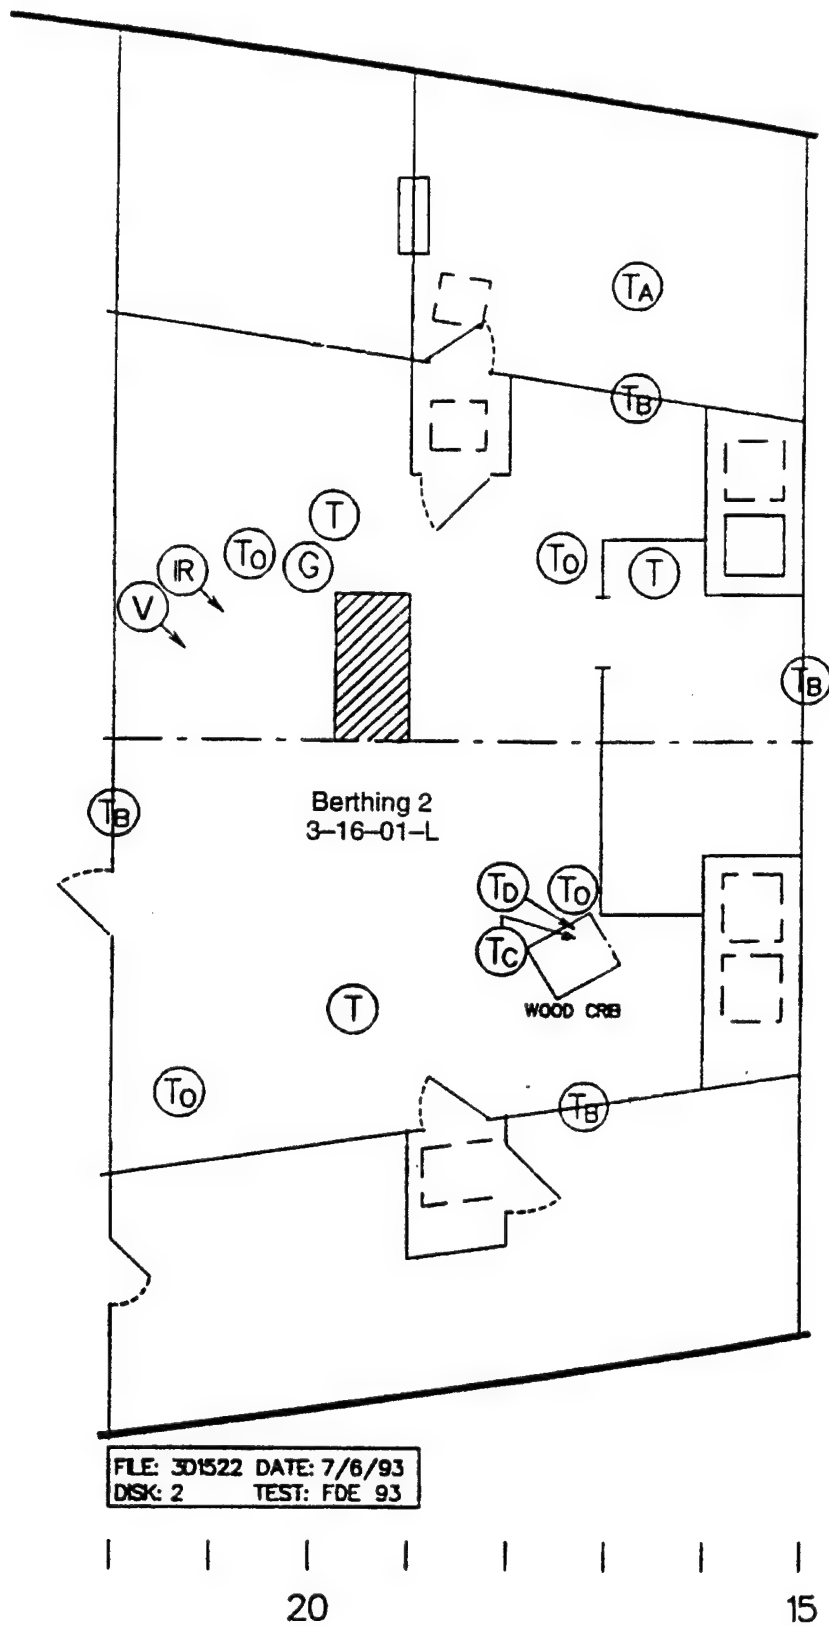 TA
TB
T
TO
G
IR
V
TO
T
TB
TB
Berthing 2
3-16-01-L
TD
TO
TC
WOOD CRIB
T
TO
TB
FILE: 3D1522 DATE: 7/6/93
DISK: 2 TEST: FDE 93
20 15